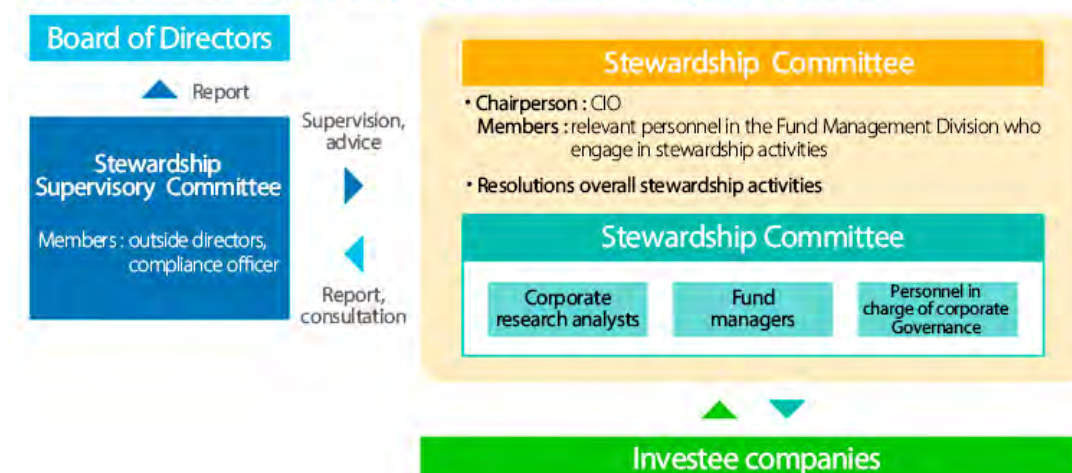 Board of Directors
Report
Stewardship
Supervisory Committee
Members : outside directors,
compliance officer
Supervision,
advice
Report,
consultation
Stewardship Committee
• Chairperson : CIO
Members : relevant personnel in the Fund Management Division who
engage in stewardship activities
• Resolutions overall stewardship activities
Stewardship Committee
Corporate
research analysts
Fund
managers
Personnel in
charge of corporate
Governance
Investee companies